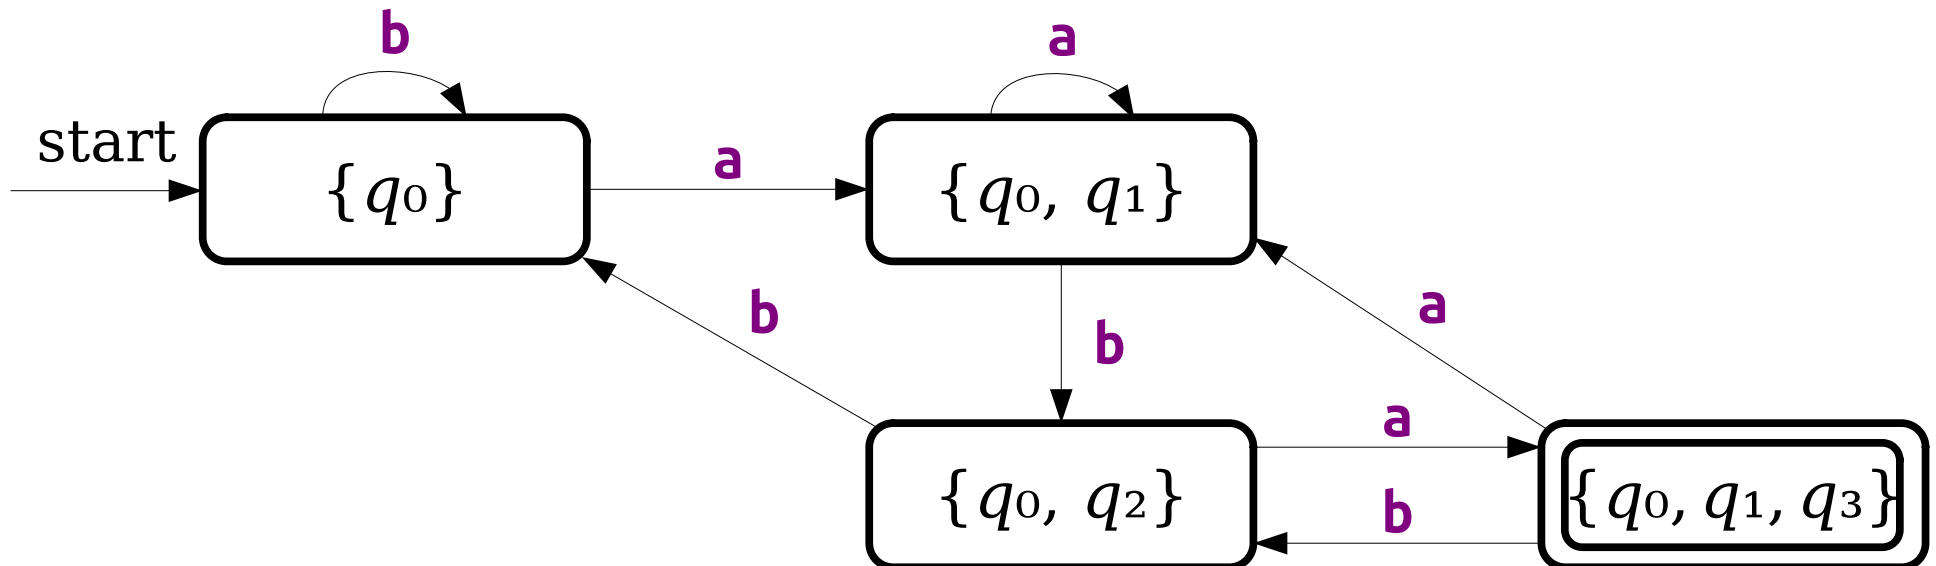 b
a
start
{q₀}
a
{q₀, q₁}
b
b
a
a
{q₀, q₂}
b
{q₀, q₁, q₃}